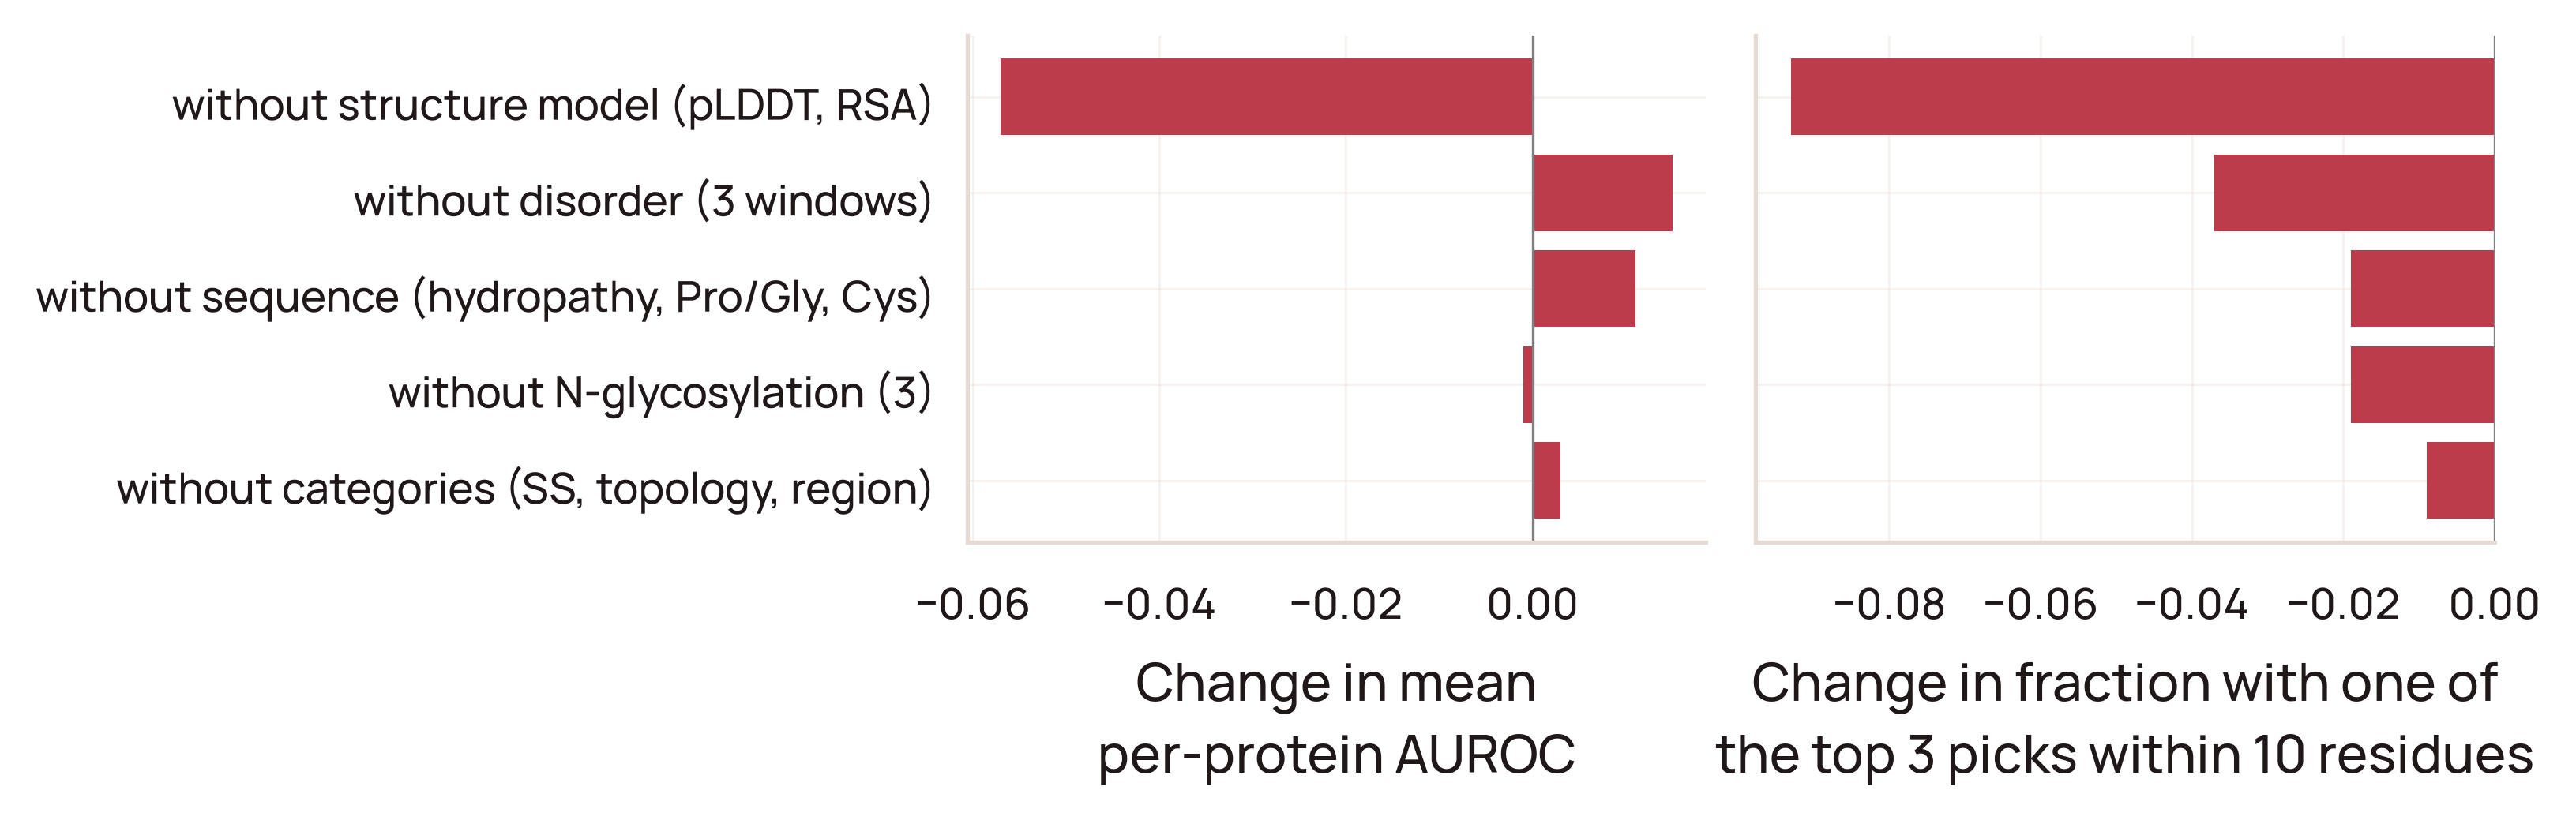 without structure model (pLDDT, RSA)
without disorder (3 windows)
without sequence (hydropathy, Pro/Gly, Cys)
without N-glycosylation (3)
without categories (SS, topology, region)
−0.06 −0.04 −0.02 0.00
Change in mean
per-protein AUROC
−0.08 −0.06 −0.04 −0.02 0.00
Change in fraction with one of
the top 3 picks within 10 residues